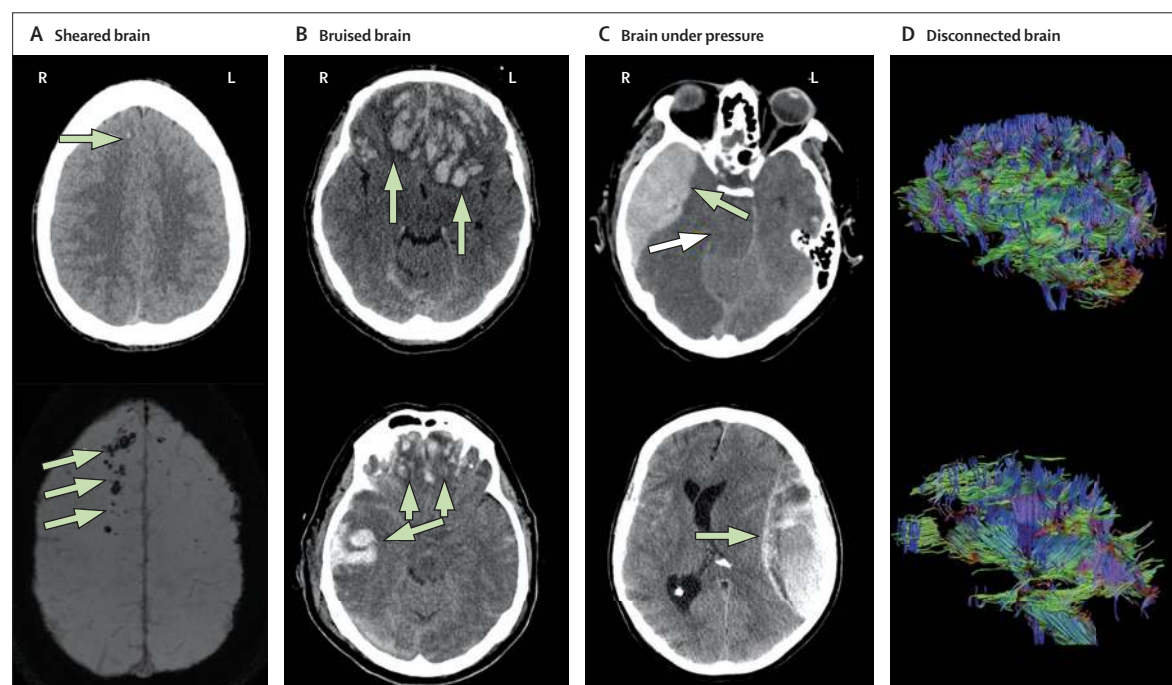 A Sheared brain
B Bruised brain
C Brain under pressure
D Disconnected brain
R L
R L
R L